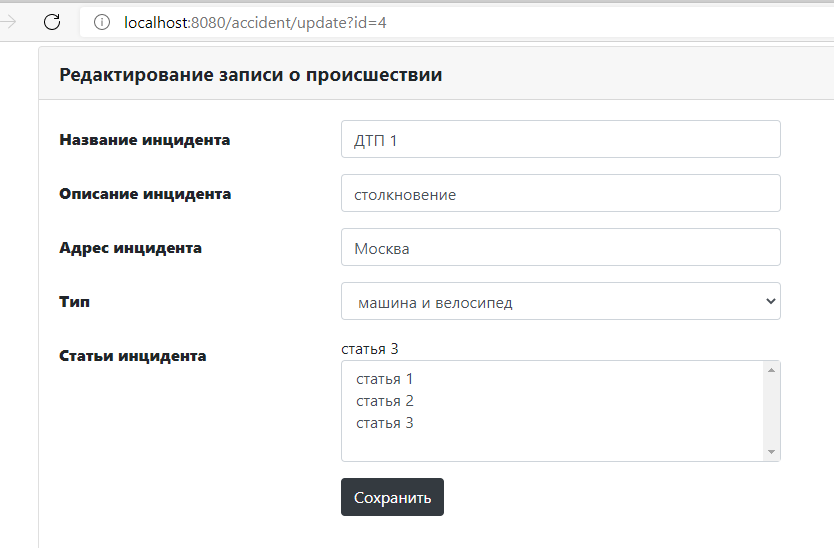 localhost:8080/accident/update?id=4
Редактирование записи о происшествии
Название инцидента
ДТП 1
Описание инцидента
столкновение
Адрес инцидента
Москва
Тип
машина и велосипед
Статьи инцидента
статья 3
статья 1
статья 2
статья 3
Сохранить